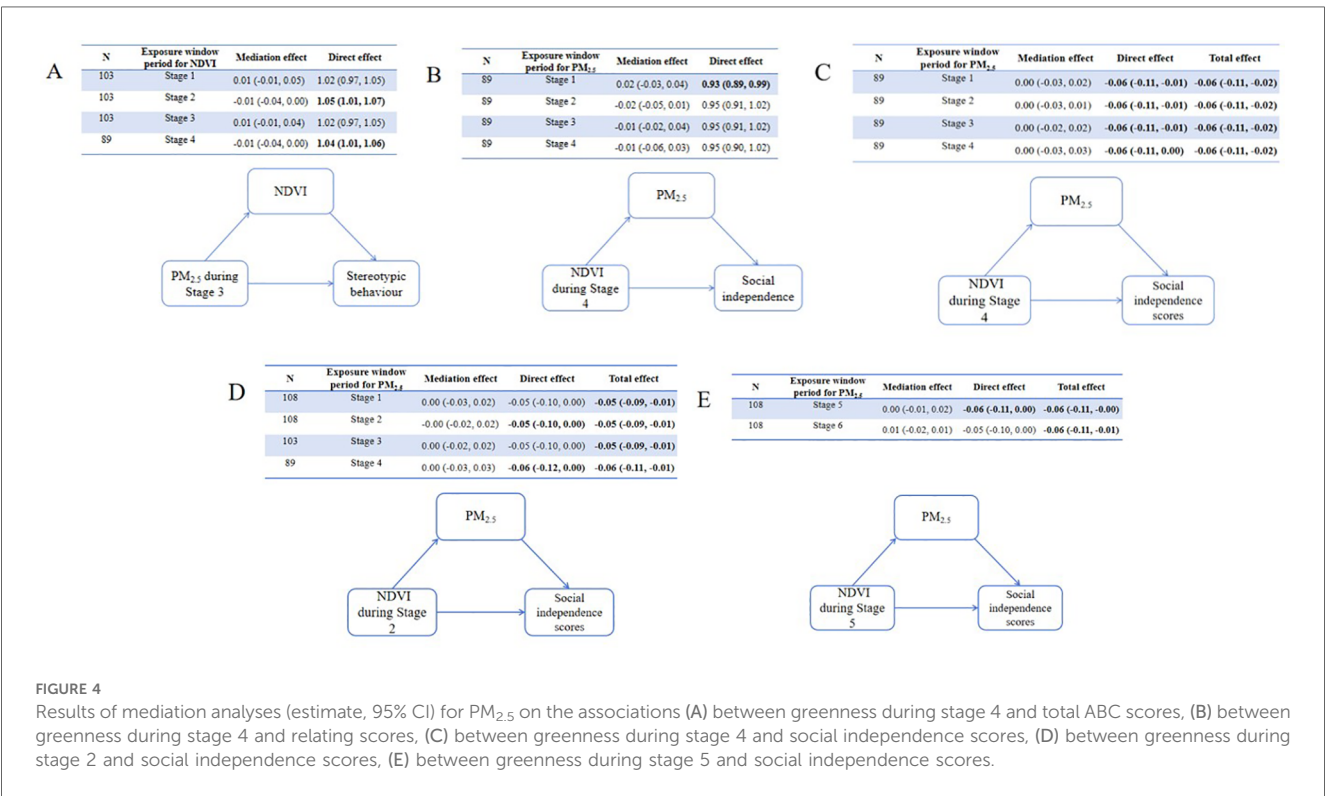 A
N Exposure window period for NDVI Mediation effect Direct effect
103 Stage 1 0.01 (-0.01, 0.05) 1.02 (0.97, 1.05)
103 Stage 2 -0.01 (-0.04, 0.00) 1.05 (1.01, 1.07)
103 Stage 3 0.01 (-0.01, 0.04) 1.02 (0.97, 1.05)
89 Stage 4 -0.01 (-0.04, 0.00) 1.04 (1.01, 1.06)
NDVI
PM2.5 during
Stage 3
Stereotypic
behaviour
B
N Exposure window period for PM2.5 Mediation effect Direct effect
89 Stage 1 0.02 (-0.03, 0.04) 0.93 (0.89, 0.99)
89 Stage 2 -0.02 (-0.05, 0.01) 0.95 (0.91, 1.02)
89 Stage 3 -0.01 (-0.02, 0.04) 0.95 (0.91, 1.02)
89 Stage 4 -0.01 (-0.06, 0.03) 0.95 (0.90, 1.02)
PM2.5
NDVI
during Stage
4
Social
independence
C
N Exposure window period for PM2.5 Mediation effect Direct effect Total effect
89 Stage 1 0.00 (-0.03, 0.02) -0.06 (-0.11, -0.01) -0.06 (-0.11, -0.02)
89 Stage 2 0.00 (-0.03, 0.01) -0.06 (-0.11, -0.01) -0.06 (-0.11, -0.02)
89 Stage 3 0.00 (-0.02, 0.02) -0.06 (-0.11, -0.01) -0.06 (-0.11, -0.02)
89 Stage 4 0.00 (-0.03, 0.03) -0.06 (-0.11, 0.00) -0.06 (-0.11, -0.02)
PM2.5
NDVI
during Stage
4
Social
independence
scores
D
N Exposure window period for PM2.5 Mediation effect Direct effect Total effect
108 Stage 1 0.00 (-0.03, 0.02) -0.05 (-0.10, 0.00) -0.05 (-0.09, -0.01)
108 Stage 2 -0.00 (-0.02, 0.02) -0.05 (-0.10, 0.00) -0.05 (-0.09, -0.01)
103 Stage 3 0.00 (-0.02, 0.02) -0.05 (-0.10, 0.00) -0.05 (-0.09, -0.01)
89 Stage 4 0.00 (-0.03, 0.03) -0.06 (-0.12, 0.00) -0.06 (-0.11, -0.01)
PM2.5
NDVI
during Stage
2
Social
independence
scores
E
N Exposure window period for PM2.5 Mediation effect Direct effect Total effect
108 Stage 5 0.00 (-0.01, 0.02) -0.06 (-0.11, 0.00) -0.06 (-0.11, -0.00)
108 Stage 6 0.01 (-0.02, 0.01) -0.05 (-0.10, 0.00) -0.06 (-0.11, -0.01)
PM2.5
NDVI
during Stage
5
Social
independence
scores
FIGURE 4
Results of mediation analyses (estimate, 95% CI) for PM2.5 on the associations (A) between greenness during stage 4 and total ABC scores, (B) between
greenness during stage 4 and relating scores, (C) between greenness during stage 4 and social independence scores, (D) between greenness during
stage 2 and social independence scores, (E) between greenness during stage 5 and social independence scores.